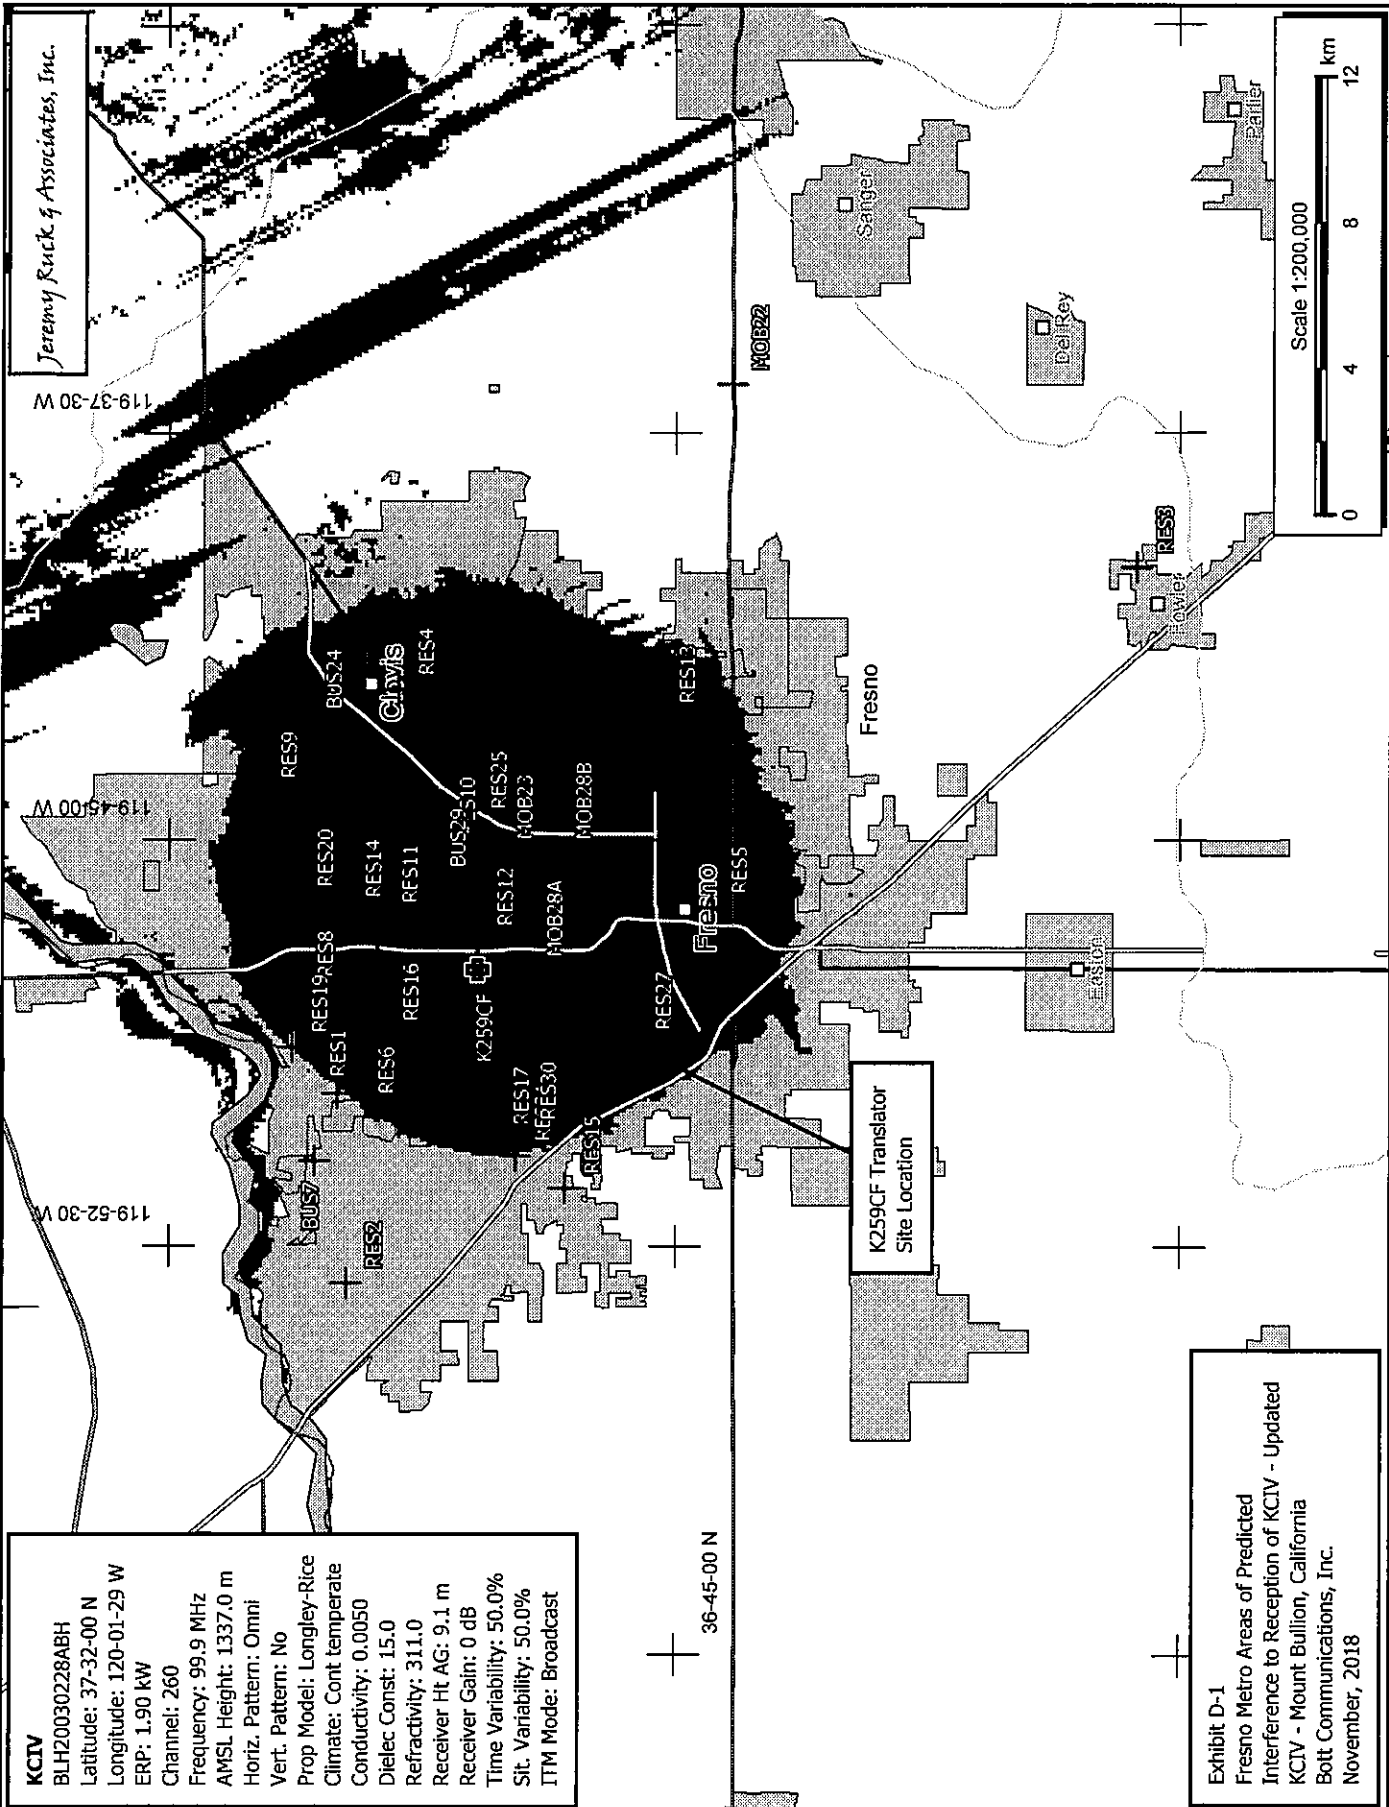 KCIV
BLH20030228ABH
Latitude: 37-32-00 N
Longitude: 120-01-29 W
ERP: 1.90 kW
Channel: 260
Frequency: 99.9 MHz
AMSL Height: 1337.0 m
Horiz. Pattern: Omni
Vert. Pattern: No
Prop Model: Longley-Rice
Climate: Cont temperate
Conductivity: 0.0050
Dielec Const: 15.0
Refractivity: 311.0
Receiver Ht AG: 9.1 m
Receiver Gain: 0 dB
Time Variability: 50.0%
Sit. Variability: 50.0%
ITM Mode: Broadcast
Jeremy Ruck & Associates, Inc.
119-52-30 W
119-45-00 W
119-37-30 W
36-45-00 N
BUS7
RES2
RES1
RES6
RES19
RES8
RES16
RES20
RES14
RES11
RES9
BUS24
Clovis
RES4
K259CF
BUS29
RES25
MOB23
RES12
MOB28A
MOB28B
RES17
RES30
RES15
RES27
Fresno
RES5
RES13
MOB22
Sanger
Del Rey
Parlier
Fresno
RES3
Fowler
Easton
K259CF Translator
Site Location
Scale 1:200,000
0 4 8 12 km
Exhibit D-1
Fresno Metro Areas of Predicted
Interference to Reception of KCIV - Updated
KCIV - Mount Bullion, California
Bott Communications, Inc.
November, 2018